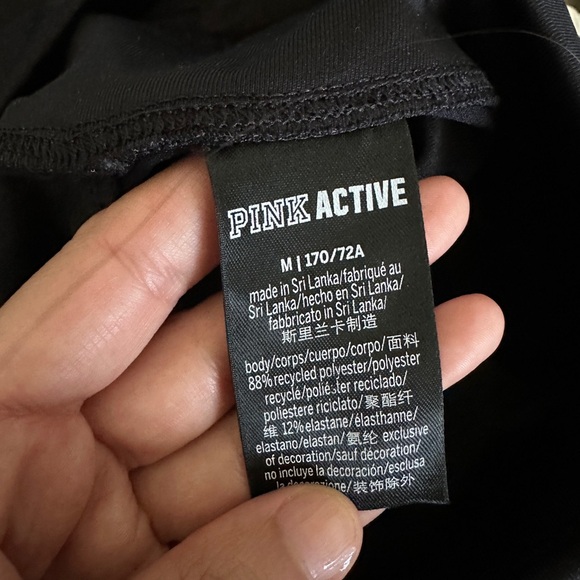 PINK ACTIVE
M | 170/72A
made in Sri Lanka/fabriqué au
Sri Lanka/hecho en Sri Lanka/
fabbricato in Sri Lanka/
斯里兰卡制造
body/corps/cuerpo/corpo/面料
88% recycled polyester/polyester
recyclé/poliéster reciclado/
poliestere riciclato/聚酯纤
维 12% elastane/élasthanne/
elastano/elastan/氨纶 exclusive
of decoration/sauf décoration/
no incluye la decoración/esclusa
la decorazione/装饰除外